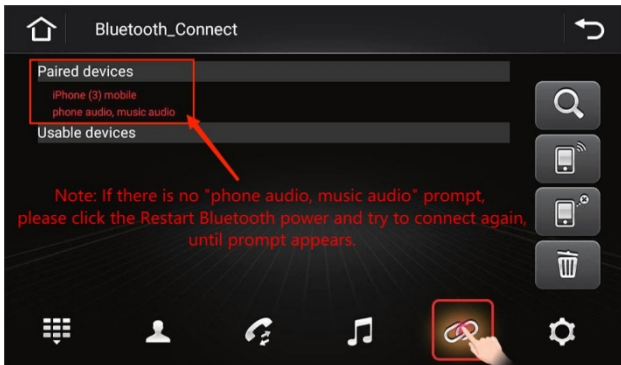 Bluetooth_Connect
Paired devices
iPhone (3) mobile
phone audio, music audio
Usable devices
Note: If there is no "phone audio, music audio" prompt,
please click the Restart Bluetooth power and try to connect again,
until prompt appears.